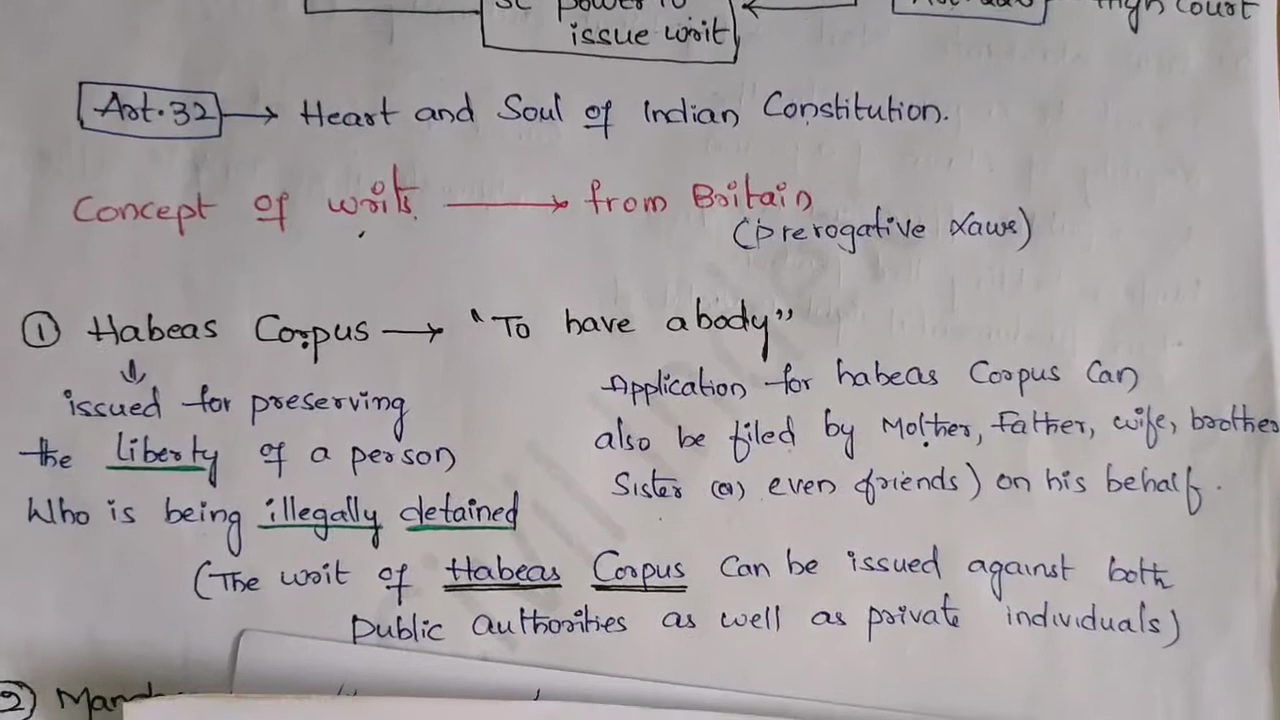 SC power to
issue writ
High Court
Art.32 → Heart and Soul of Indian Constitution.
Concept of writs. → from Britain
(Prerogative Laws)
① Habeas Corpus → "To have a body"
issued for preserving
the liberty of a person
Who is being illegally detained
Application for habeas Corpus Can
also be filed by Mother, Father, wife, brother
Sister (or) even friends) on his behalf.
(The writ of Habeas Corpus Can be issued against both
Public authorities as well as private individuals)
2)